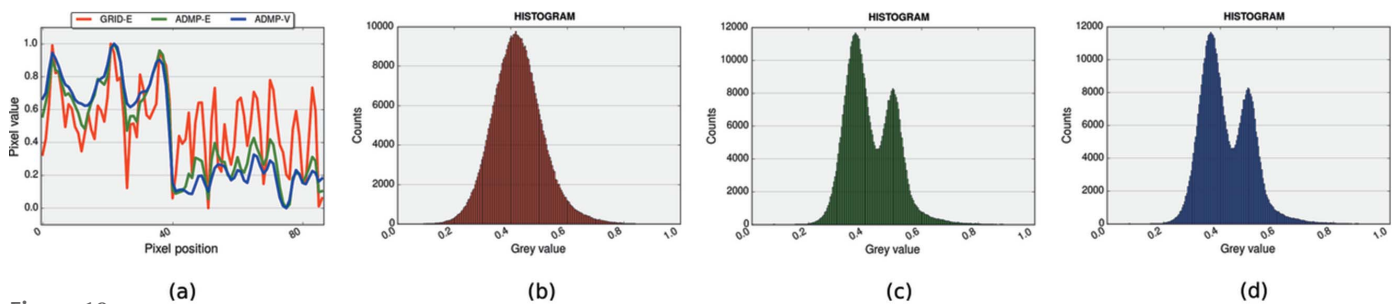 GRID-E ADMP-E ADMP-V
1.0
0.8
0.6
0.4
0.2
0.0
Pixel value
0 40 80
Pixel position
(a)
HISTOGRAM
10000
8000
6000
4000
2000
0
Counts
0.0 0.2 0.4 0.6 0.8 1.0
Grey value
(b)
HISTOGRAM
12000
10000
8000
6000
4000
2000
0
Counts
0.0 0.2 0.4 0.6 0.8 1.0
Grey value
(c)
HISTOGRAM
12000
10000
8000
6000
4000
2000
0
Counts
0.0 0.2 0.4 0.6 0.8 1.0
Grey value
(d)